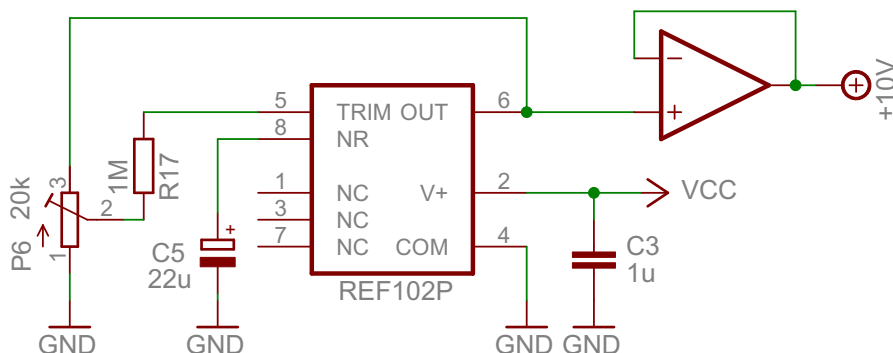 5 TRIM OUT 6
8 NR
1 NC V+ 2 VCC
3 NC
7 NC COM 4
REF102P
1M
R17
P6 20k
3
2
1
C5
22u
+
C3
1u
−
+
+10V
GND GND GND GND